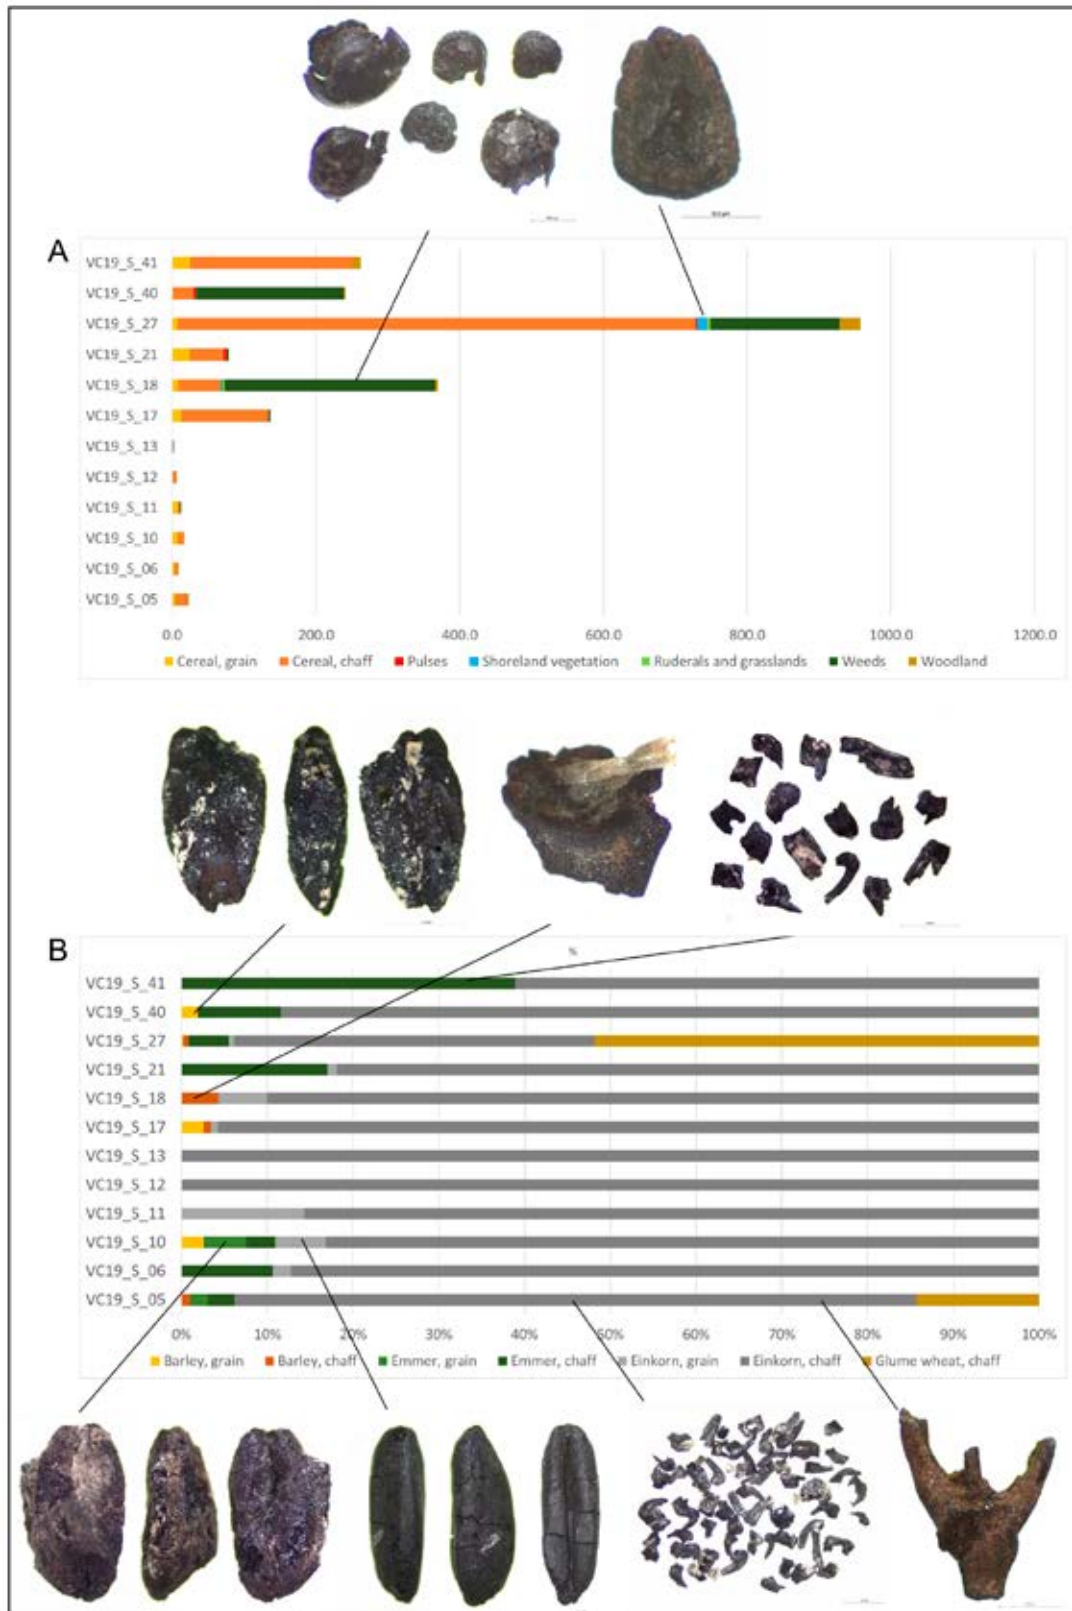 A
VC19_S_41
VC19_S_40
VC19_S_27
VC19_S_21
VC19_S_18
VC19_S_17
VC19_S_13
VC19_S_12
VC19_S_11
VC19_S_10
VC19_S_06
VC19_S_05
0.0 200.0 400.0 600.0 800.0 1000.0 1200.0
Cereal, grain Cereal, chaff Pulses Shoreland vegetation Ruderals and grasslands Weeds Woodland
B
%
VC19_S_41
VC19_S_40
VC19_S_27
VC19_S_21
VC19_S_18
VC19_S_17
VC19_S_13
VC19_S_12
VC19_S_11
VC19_S_10
VC19_S_06
VC19_S_05
0% 10% 20% 30% 40% 50% 60% 70% 80% 90% 100%
Barley, grain Barley, chaff Emmer, grain Emmer, chaff Einkorn, grain Einkorn, chaff Glume wheat, chaff